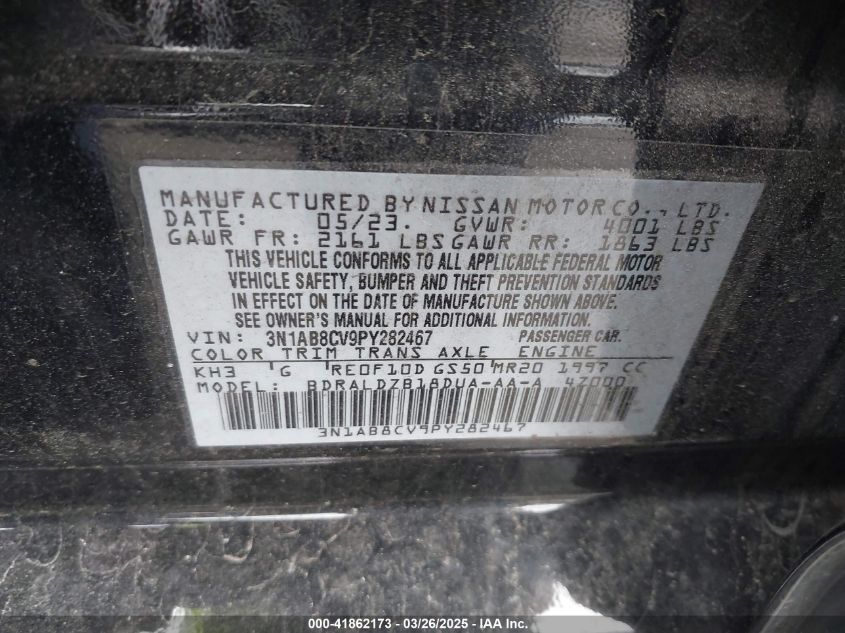 MANUFACTURED BY NISSAN MOTOR CO., LTD.
DATE: 05/23. GVWR: 4001 LBS
GAWR FR: 2161 LBS GAWR RR: 1863 LBS
THIS VEHICLE CONFORMS TO ALL APPLICABLE FEDERAL MOTOR
VEHICLE SAFETY, BUMPER AND THEFT PREVENTION STANDARDS
IN EFFECT ON THE DATE OF MANUFACTURE SHOWN ABOVE.
SEE OWNER'S MANUAL FOR ADDITIONAL INFORMATION.
VIN: 3N1AB8CV9PY282467 PASSENGER CAR.
COLOR TRIM TRANS AXLE ENGINE
KH3 G RE0F10D GS50 MR20 1997 CC
MODEL: BDRALDZB18DUA-AA-A 4Z000
3N1AB8CV9PY282467
000-41862173 - 03/26/2025 - IAA Inc.